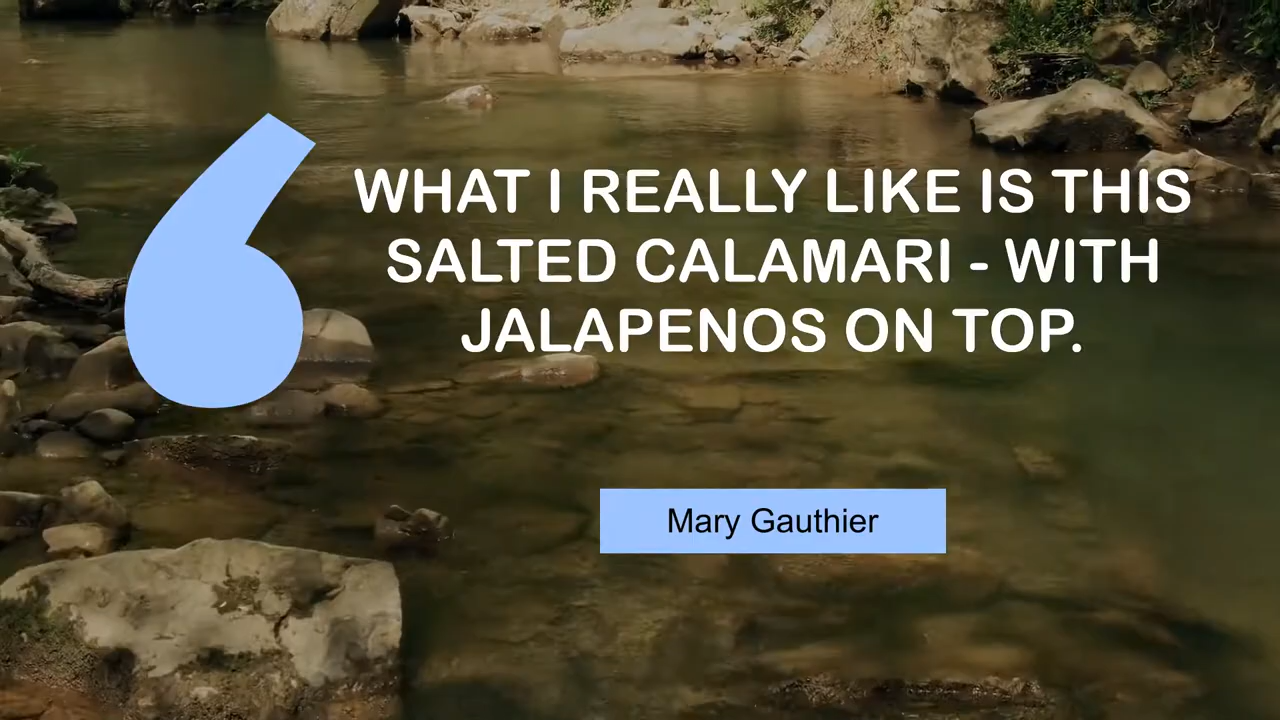 WHAT I REALLY LIKE IS THIS
SALTED CALAMARI - WITH
JALAPENOS ON TOP.
Mary Gauthier